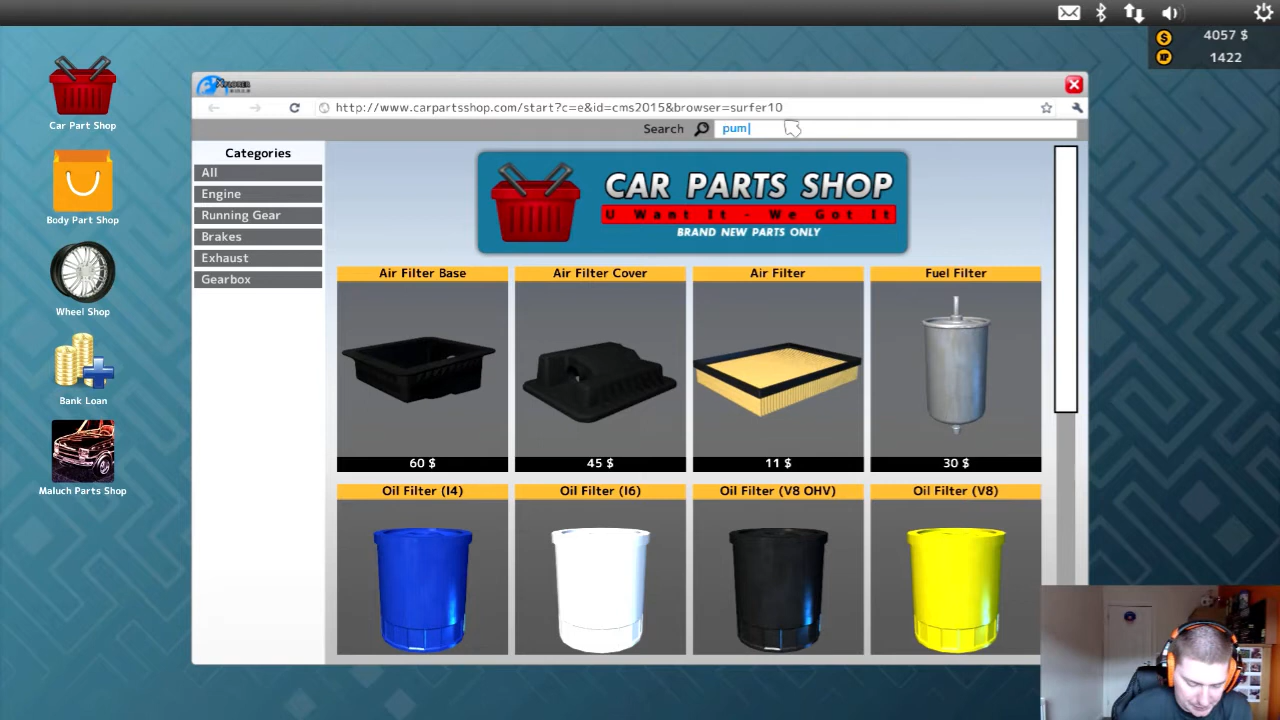 4057 $
1422
Car Part Shop
Body Part Shop
Wheel Shop
Bank Loan
Maluch Parts Shop
http://www.carpartsshop.com/start?c=e&id=cms2015&browser=surfer10
Search
pum
Categories
All
Engine
Running Gear
Brakes
Exhaust
Gearbox
CAR PARTS SHOP
U Want It - We Got It
BRAND NEW PARTS ONLY
Air Filter Base
Air Filter Cover
Air Filter
Fuel Filter
60 $
45 $
11 $
30 $
Oil Filter (I4)
Oil Filter (I6)
Oil Filter (V8 OHV)
Oil Filter (V8)